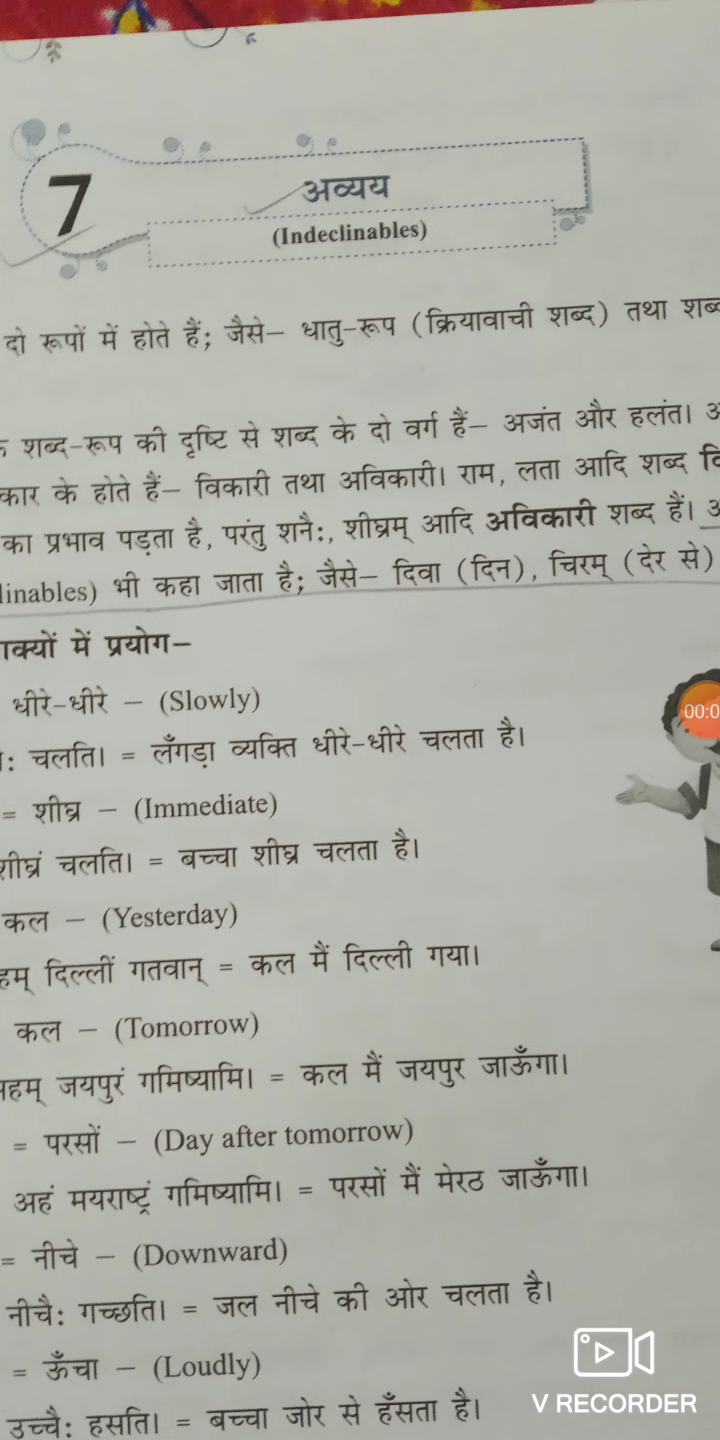 7
अव्यय
(Indeclinables)
दो रूपों में होते हैं; जैसे– धातु-रूप (क्रियावाची शब्द) तथा
शब्द-रूप की दृष्टि से शब्द के दो वर्ग हैं– अजंत और हलंत।
के होते हैं– विकारी तथा अविकारी। राम, लता आदि शब्द
का प्रभाव पड़ता है, परंतु शनैः, शीघ्रम् आदि अविकारी शब्द हैं।
linables) भी कहा जाता है; जैसे– दिवा (दिन), चिरम् (देर से)
में प्रयोग–
धीरे-धीरे – (Slowly)
चलति। = लँगड़ा व्यक्ति धीरे-धीरे चलता है।
= शीघ्र – (Immediate)
शीघ्रं चलति। = बच्चा शीघ्र चलता है।
कल – (Yesterday)
दिल्लीं गतवान् = कल मैं दिल्ली गया।
कल – (Tomorrow)
जयपुरं गमिष्यामि। = कल मैं जयपुर जाऊँगा।
= परसों – (Day after tomorrow)
अहं मयराष्ट्रं गमिष्यामि। = परसों मैं मेरठ जाऊँगा।
= नीचे – (Downward)
नीचैः गच्छति। = जल नीचे की ओर चलता है।
= ऊँचा – (Loudly)
उच्चैः हसति। = बच्चा जोर से हँसता है।
00:0
V RECORDER